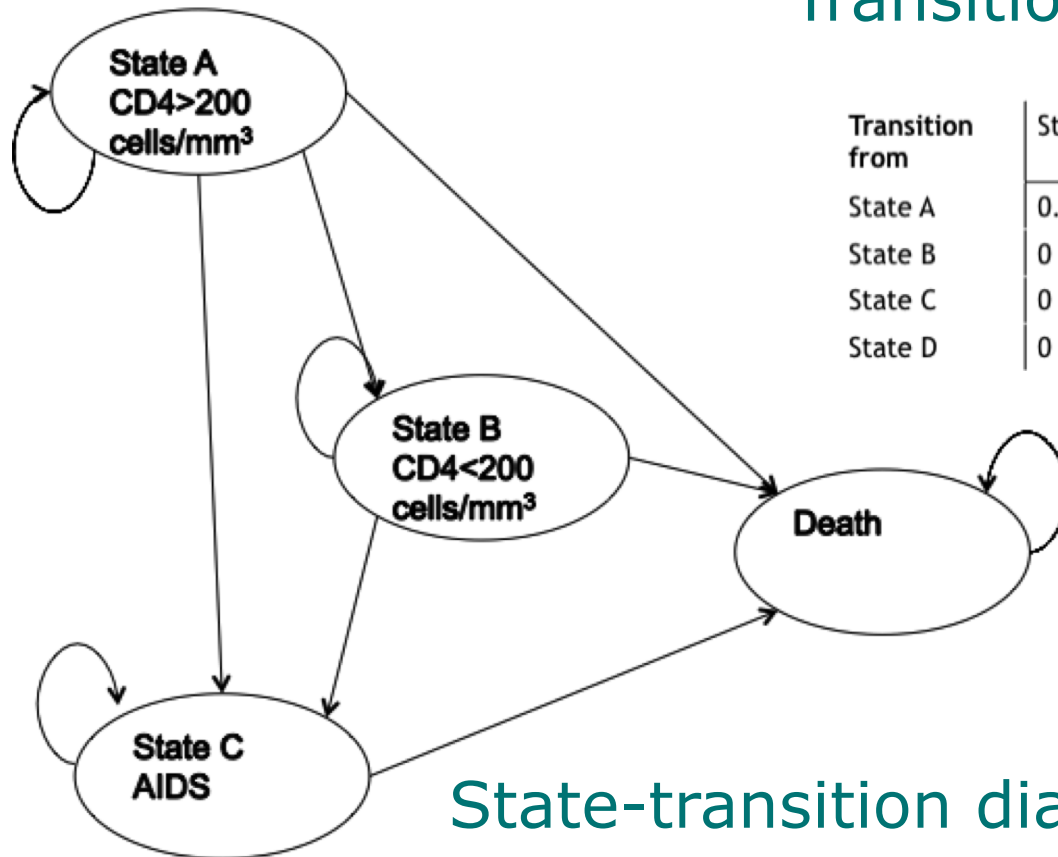 State A
CD4>200
cells/mm³
Transition
from
State A 0.
State B 0
State C 0
State D 0
State B
CD4<200
cells/mm³
Death
State C
AIDS
State-transition dia